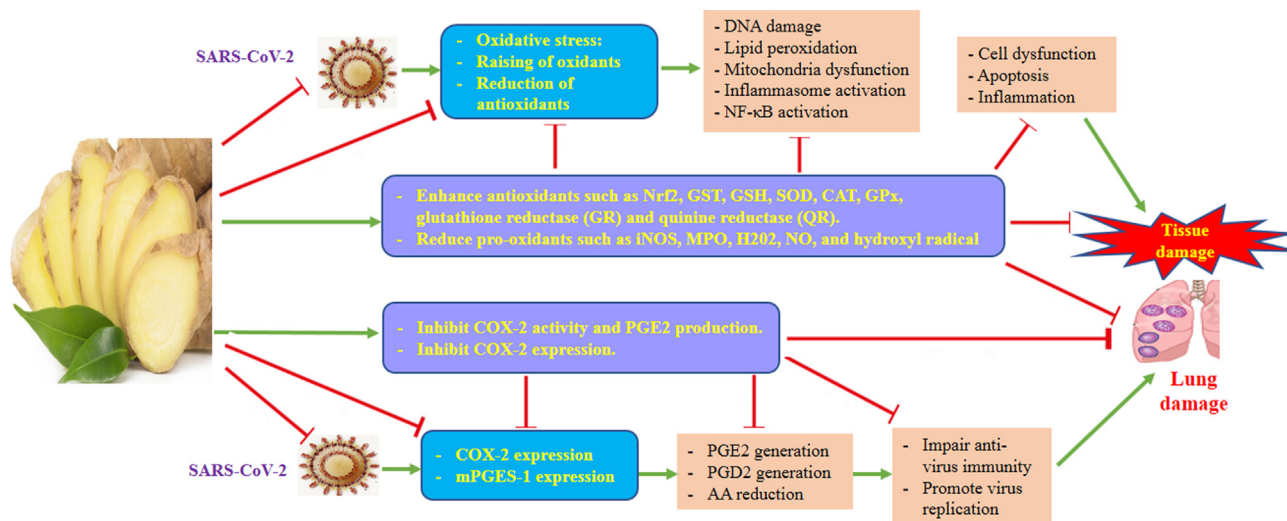 SARS-CoV-2
- Oxidative stress:
- Raising of oxidants
- Reduction of
antioxidants
- DNA damage
- Lipid peroxidation
- Mitochondria dysfunction
- Inflammasome activation
- NF-κB activation
- Cell dysfunction
- Apoptosis
- Inflammation
- Enhance antioxidants such as Nrf2, GST, GSH, SOD, CAT, GPx,
glutathione reductase (GR) and quinine reductase (QR).
- Reduce pro-oxidants such as iNOS, MPO, H202, NO, and hydroxyl radical
Tissue
damage
- Inhibit COX-2 activity and PGE2 production.
- Inhibit COX-2 expression.
Lung
damage
SARS-CoV-2
- COX-2 expression
- mPGES-1 expression
- PGE2 generation
- PGD2 generation
- AA reduction
- Impair anti-
virus immunity
- Promote virus
replication